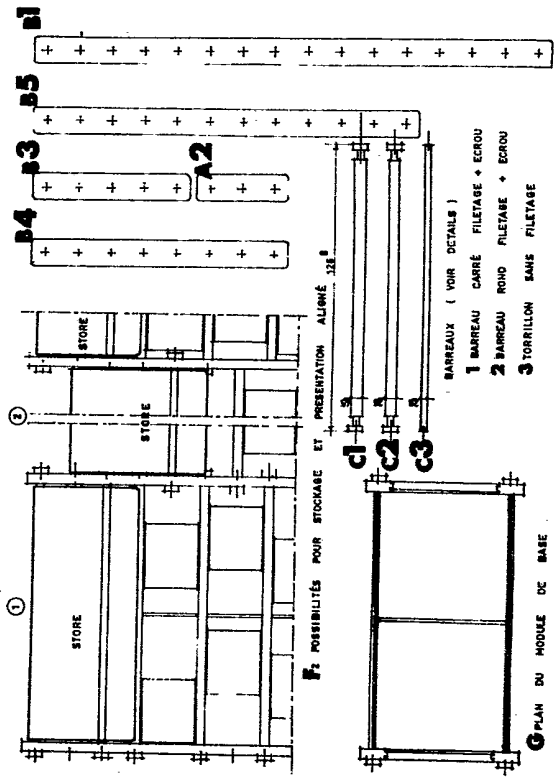 B1
B5
B3
A2
B4
STORE
STORE
STORE
2
1
F2 POSSIBILITÉS POUR STOCKAGE ET PRESENTATION ALIGNÉ
C1
C2
C3
BARREAUX ( VOIR DETAILS )
1 BARREAU CARRÉ FILETAGE + ECROU
2 BARREAU ROND FILETAGE + ECROU
3 TORRILLON SANS FILETAGE
G PLAN DU MODULE DE BASE